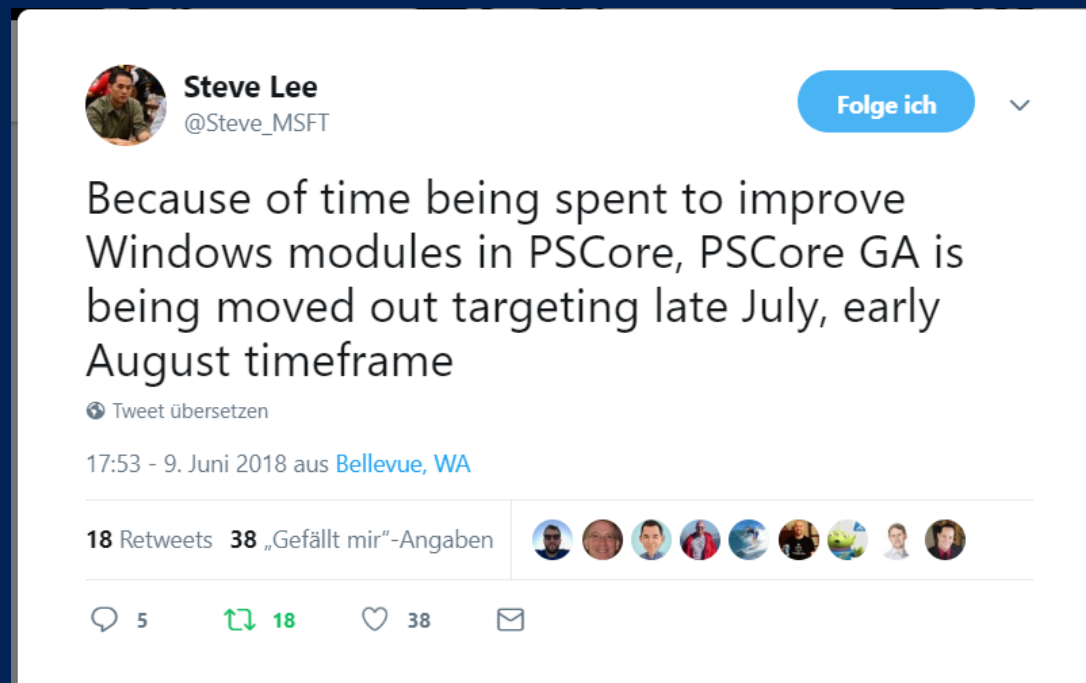 Steve Lee
@Steve_MSFT
Folge ich
Because of time being spent to improve
Windows modules in PSCore, PSCore GA is
being moved out targeting late July, early
August timeframe
Tweet übersetzen
17:53 - 9. Juni 2018 aus Bellevue, WA
18 Retweets 38 „Gefällt mir“-Angaben
5 18 38